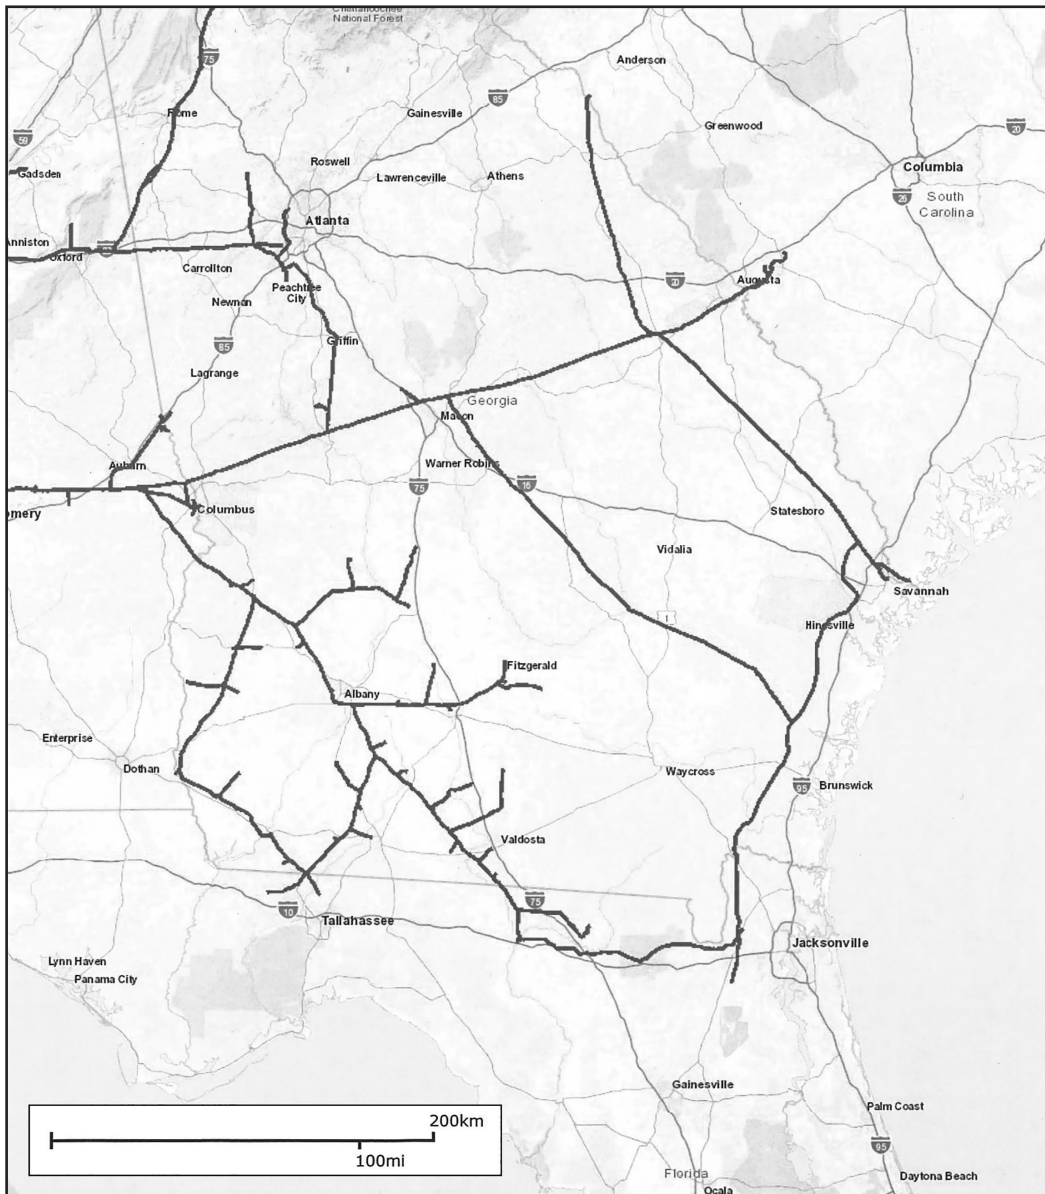 Chattahoochee
National Forest
75
Anderson
59
Rome
Gainesville
85
Greenwood
20
Gadsden
Roswell
Lawrenceville
Athens
Columbia
26
South
Carolina
Atlanta
Anniston
Oxford
Carrollton
20
Augusta
Newnan
Peachtree
City
85
Griffin
Lagrange
Georgia
Macon
Auburn
Warner Robins
75
16
omery
Columbus
Statesboro
Vidalia
Savannah
1
Hinesville
Fitzgerald
Albany
Enterprise
Dothan
Waycross
95
Brunswick
Valdosta
75
10
Tallahassee
Jacksonville
Lynn Haven
Panama City
Gainesville
Palm Coast
200km
100mi
95
Florida
Daytona Beach
Ocala